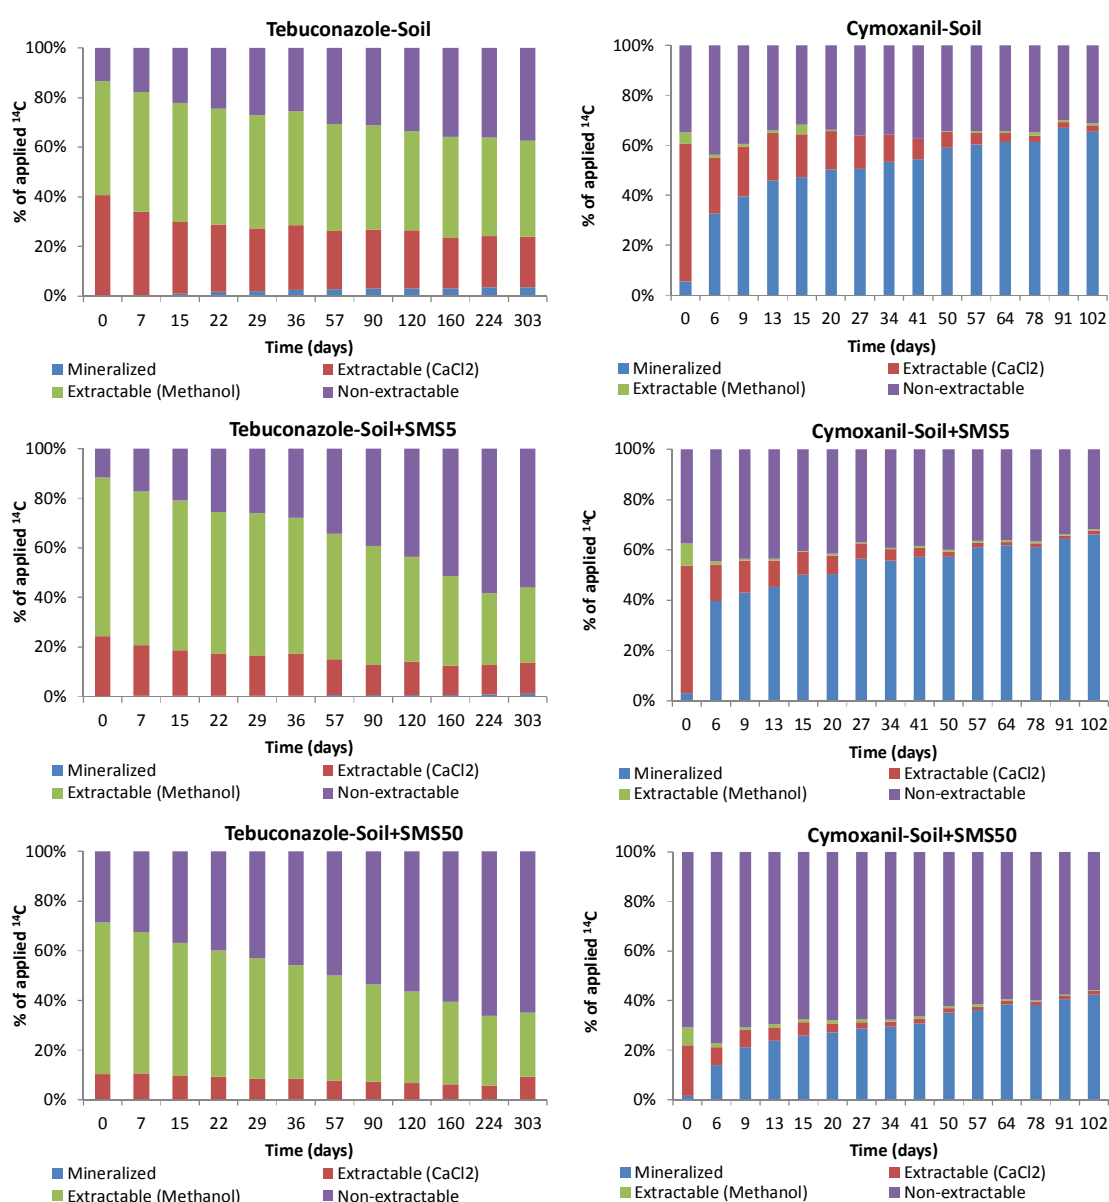 Tebuconazole-Soil
% of applied ¹⁴C
100%
80%
60%
40%
20%
0%
0 7 15 22 29 36 57 90 120 160 224 303
Time (days)
Mineralized Extractable (CaCl2)
Extractable (Methanol) Non-extractable
Cymoxanil-Soil
% of applied ¹⁴C
100%
80%
60%
40%
20%
0%
0 6 9 13 15 20 27 34 41 50 57 64 78 91 102
Time (days)
Mineralized Extractable (CaCl2)
Extractable (Methanol) Non-extractable
Tebuconazole-Soil+SMS5
% of applied ¹⁴C
100%
80%
60%
40%
20%
0%
0 7 15 22 29 36 57 90 120 160 224 303
Time (days)
Mineralized Extractable (CaCl2)
Extractable (Methanol) Non-extractable
Cymoxanil-Soil+SMS5
% of applied ¹⁴C
100%
80%
60%
40%
20%
0%
0 6 9 13 15 20 27 34 41 50 57 64 78 91 102
Time (days)
Mineralized Extractable (CaCl2)
Extractable (Methanol) Non-extractable
Tebuconazole-Soil+SMS50
% of applied ¹⁴C
100%
80%
60%
40%
20%
0%
0 7 15 22 29 36 57 90 120 160 224 303
Time (days)
Mineralized Extractable (CaCl2)
Extractable (Methanol) Non-extractable
Cymoxanil-Soil+SMS50
% of applied ¹⁴C
100%
80%
60%
40%
20%
0%
0 6 9 13 15 20 27 34 41 50 57 64 78 91 102
Time (days)
Mineralized Extractable (CaCl2)
Extractable (Methanol) Non-extractable